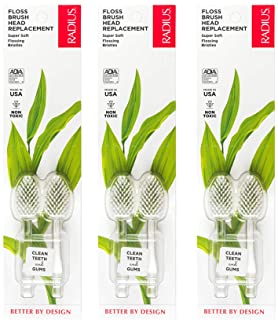 FLOSS
BRUSH
HEAD
REPLACEMENT
Super Soft
Flossing
Bristles
RADIUS.
ADA
MADE IN
USA
NON
TOXIC
CLEAN
TEETH
and
GUMS
BETTER BY DESIGN
FLOSS
BRUSH
HEAD
REPLACEMENT
Super Soft
Flossing
Bristles
RADIUS.
ADA
MADE IN
USA
NON
TOXIC
CLEAN
TEETH
and
GUMS
BETTER BY DESIGN
FLOSS
BRUSH
HEAD
REPLACEMENT
Super Soft
Flossing
Bristles
RADIUS.
ADA
MADE IN
USA
NON
TOXIC
CLEAN
TEETH
and
GUMS
BETTER BY DESIGN